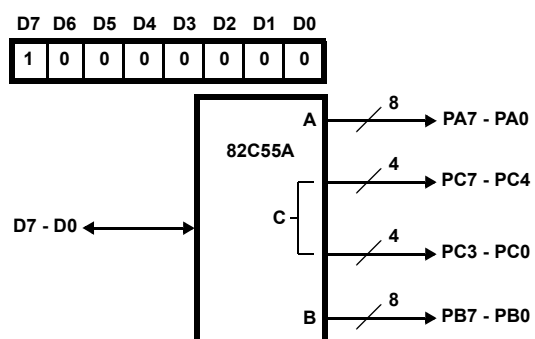 D7 D6 D5 D4 D3 D2 D1 D0
1 0 0 0 0 0 0 0
8
A PA7 - PA0
82C55A
4
PC7 - PC4
C
D7 - D0
4
PC3 - PC0
8
B PB7 - PB0